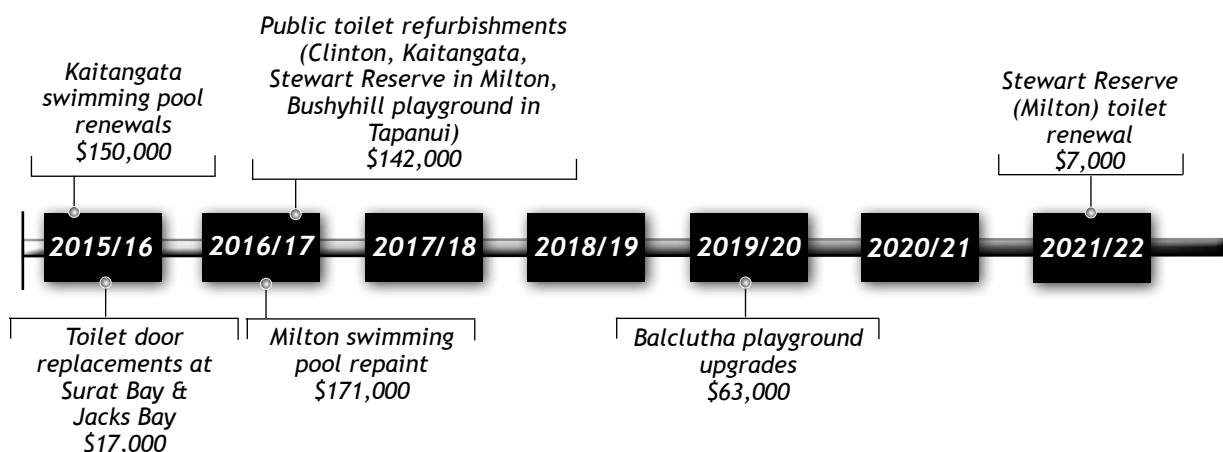 Public toilet refurbishments
(Clinton, Kaitangata,
Stewart Reserve in Milton,
Bushyhill playground in
Tapanui)
$142,000
Kaitangata
swimming pool
renewals
$150,000
Stewart Reserve
(Milton) toilet
renewal
$7,000
2015/16
2016/17
2017/18
2018/19
2019/20
2020/21
2021/22
Toilet door
replacements at
Surat Bay &
Jacks Bay
$17,000
Milton swimming
pool repaint
$171,000
Balclutha playground
upgrades
$63,000